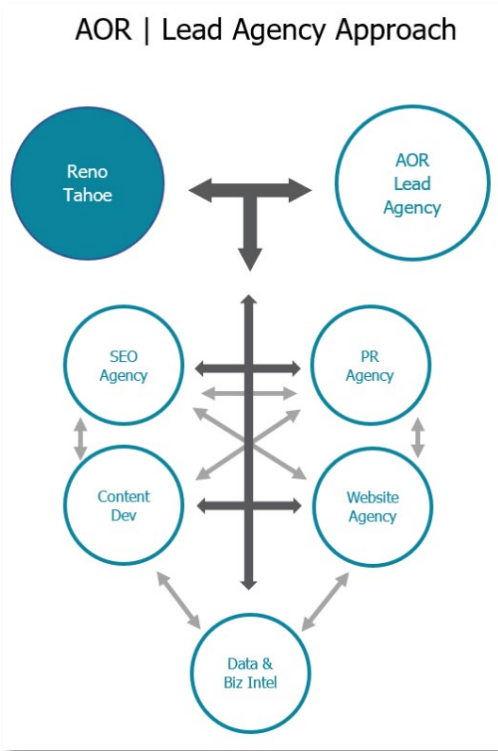 AOR | Lead Agency Approach
Reno
Tahoe
AOR
Lead
Agency
SEO
Agency
PR
Agency
Content
Dev
Website
Agency
Data &
Biz Intel